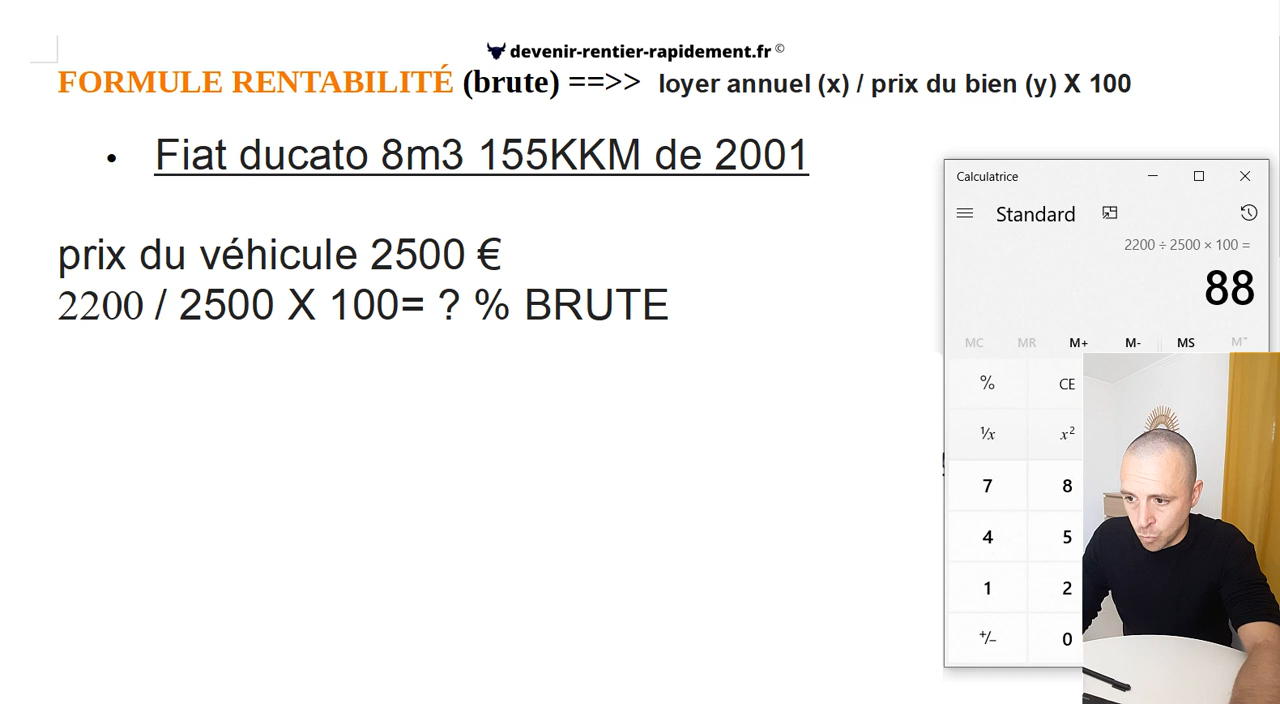 devenir-rentier-rapidement.fr ©
FORMULE RENTABILITÉ (brute) ==>> loyer annuel (x) / prix du bien (y) X 100
• Fiat ducato 8m3 155KKM de 2001
prix du véhicule 2500 €
2200 / 2500 X 100= ? % BRUTE
Calculatrice
Standard
2200 ÷ 2500 × 100 =
88
MC MR M+ M- MS M˅
% CE
¹/x x²
7 8
4 5
1 2
+/− 0